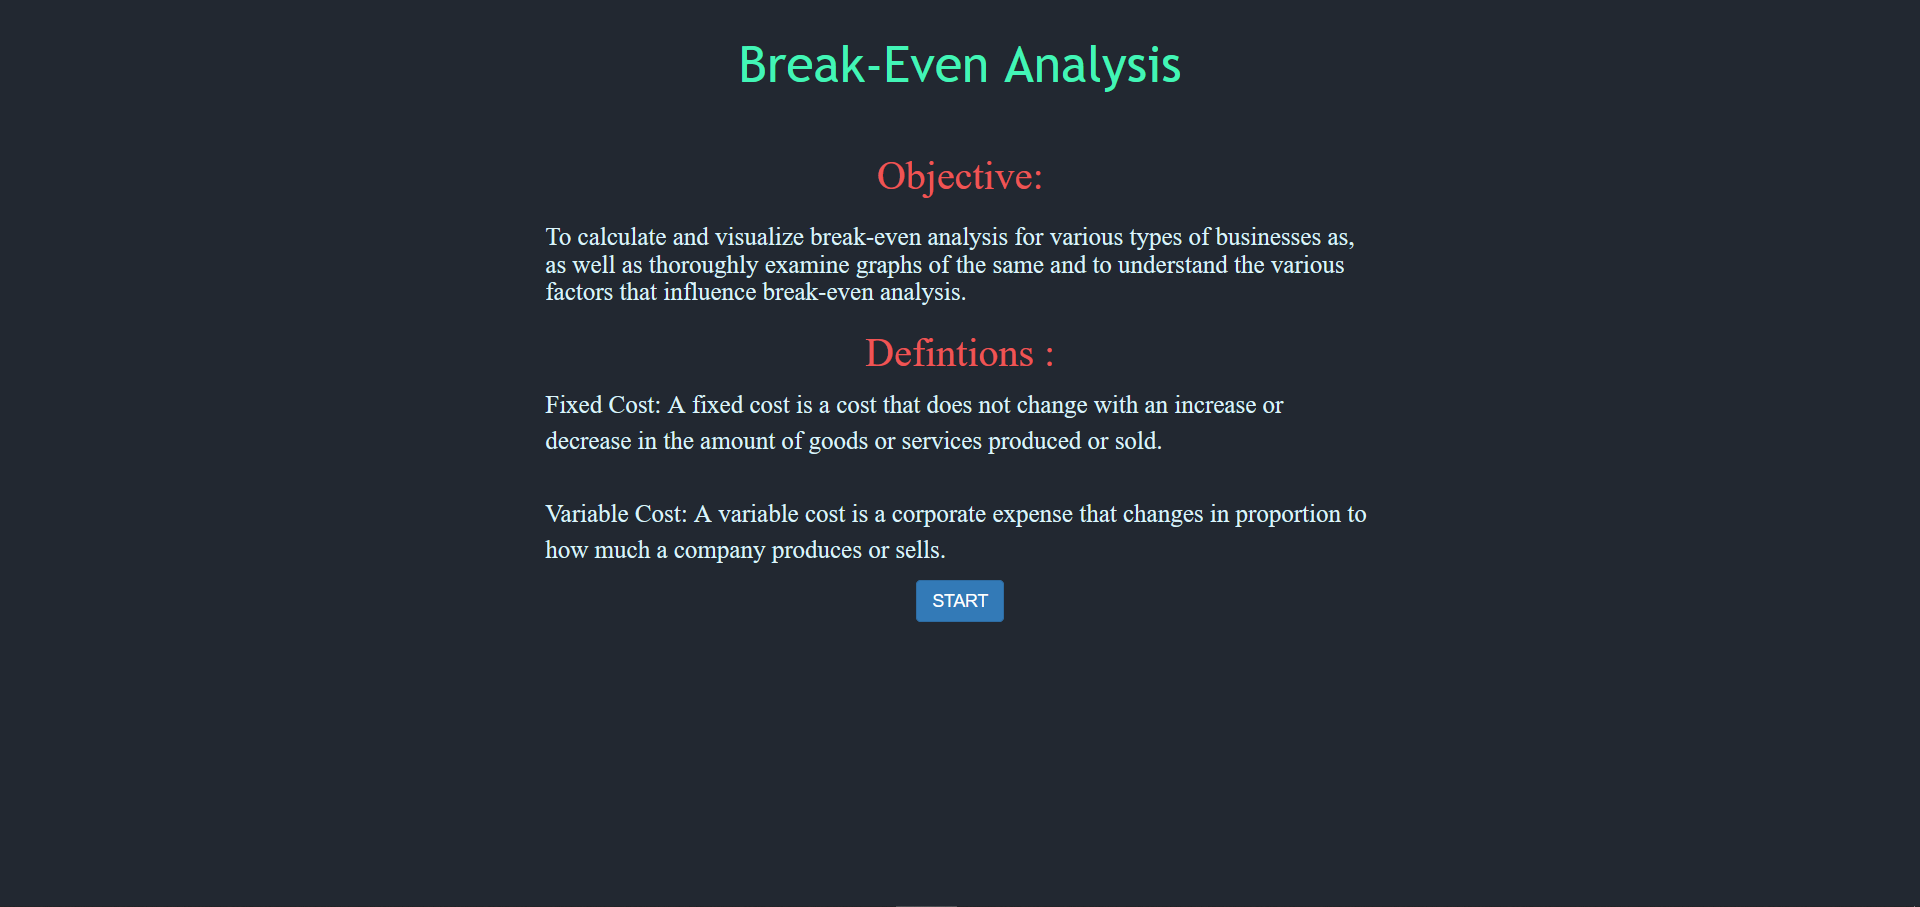 Break-Even Analysis
Objective:
To calculate and visualize break-even analysis for various types of businesses as,
as well as thoroughly examine graphs of the same and to understand the various
factors that influence break-even analysis.
Defintions :
Fixed Cost: A fixed cost is a cost that does not change with an increase or
decrease in the amount of goods or services produced or sold.
Variable Cost: A variable cost is a corporate expense that changes in proportion to
how much a company produces or sells.
START